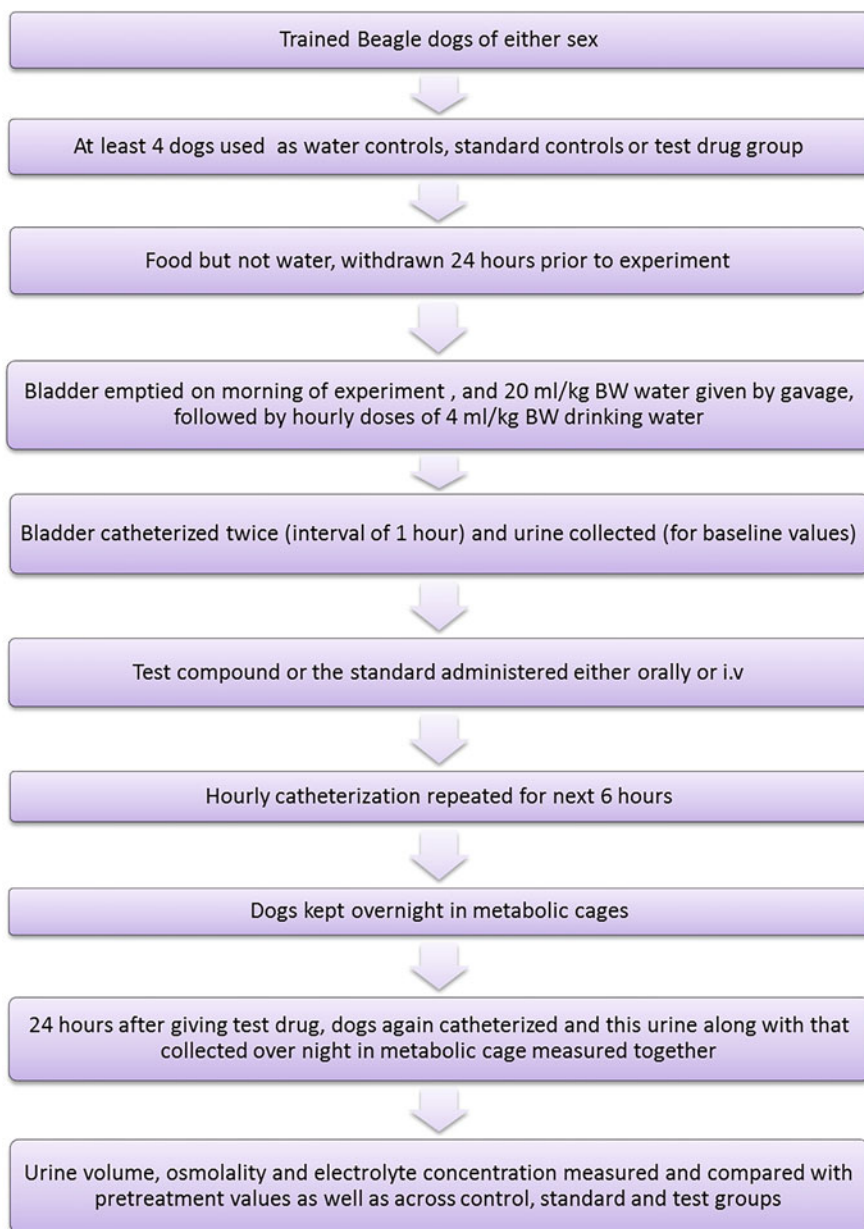 Trained Beagle dogs of either sex
At least 4 dogs used as water controls, standard controls or test drug group
Food but not water, withdrawn 24 hours prior to experiment
Bladder emptied on morning of experiment , and 20 ml/kg BW water given by gavage,
followed by hourly doses of 4 ml/kg BW drinking water
Bladder catheterized twice (interval of 1 hour) and urine collected (for baseline values)
Test compound or the standard administered either orally or i.v
Hourly catheterization repeated for next 6 hours
Dogs kept overnight in metabolic cages
24 hours after giving test drug, dogs again catheterized and this urine along with that
collected over night in metabolic cage measured together
Urine volume, osmolality and electrolyte concentration measured and compared with
pretreatment values as well as across control, standard and test groups